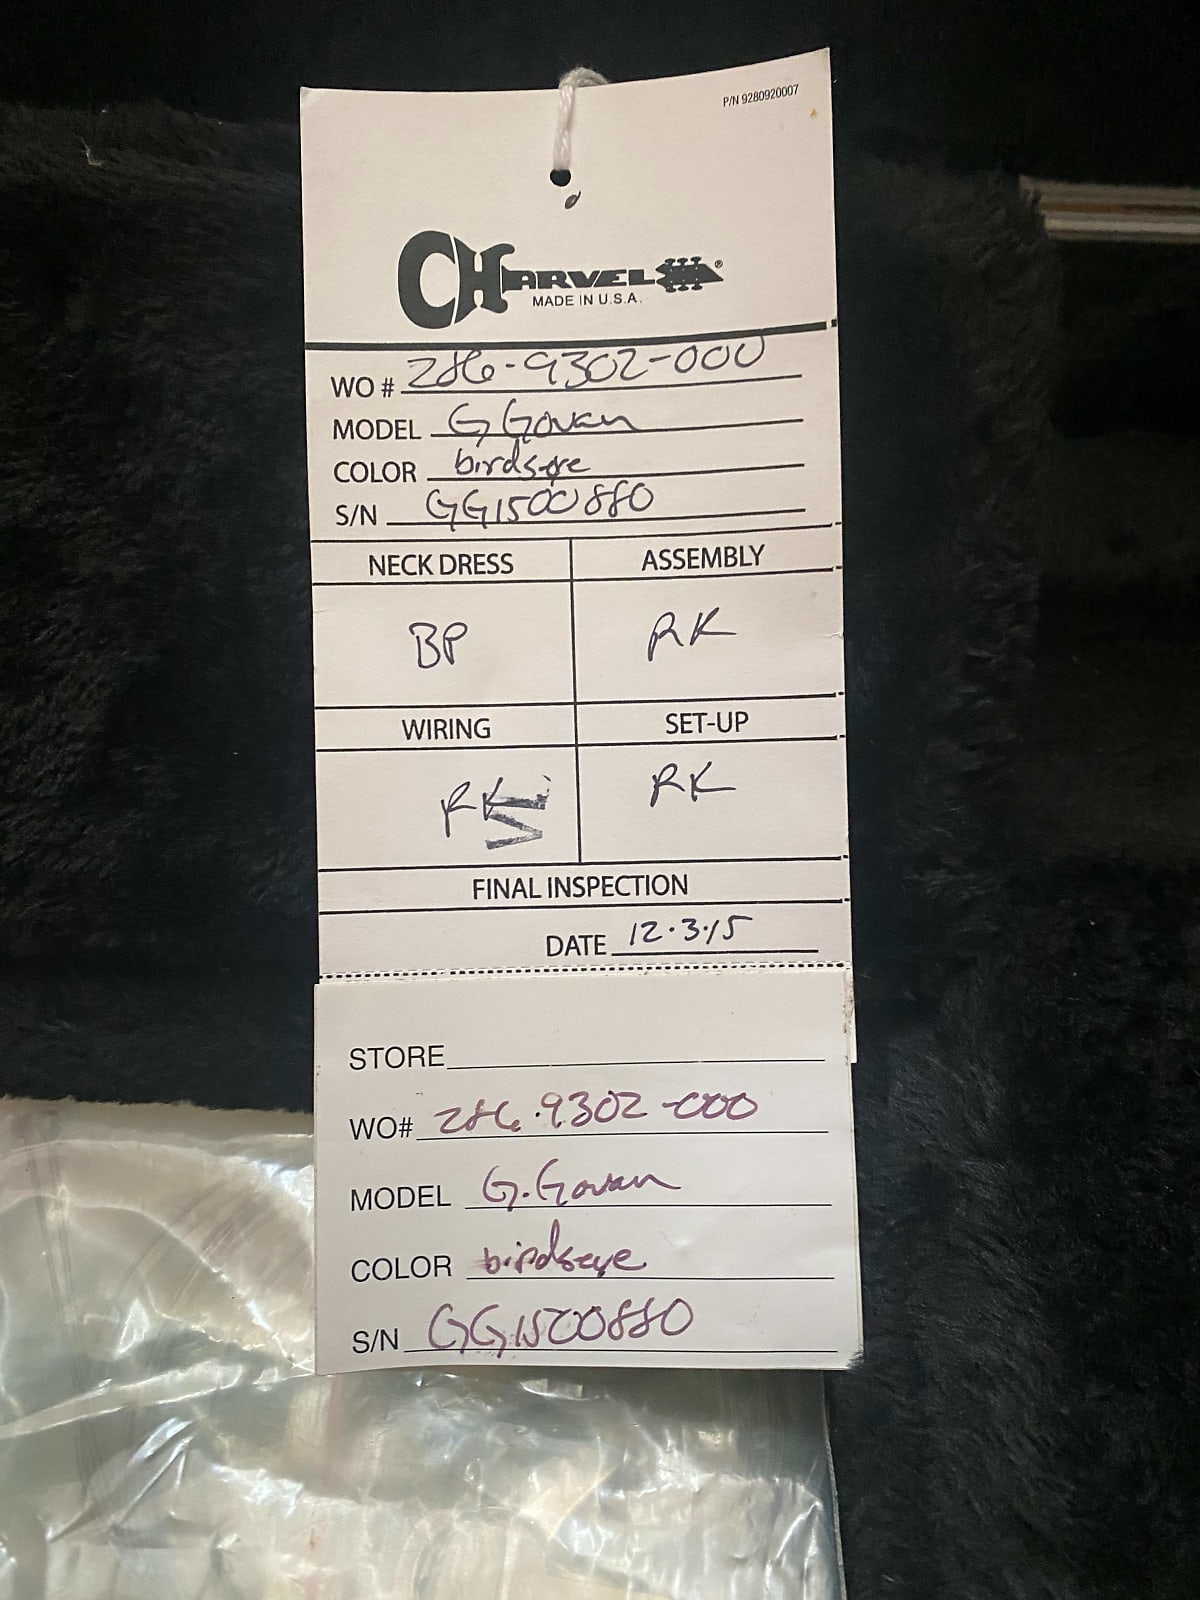 P/N 9280920007
CHARVEL®
MADE IN U.S.A.
WO # 286-9302-000
MODEL G Govan
COLOR birdseye
S/N GG1500880
NECK DRESS ASSEMBLY
BP RK
WIRING SET-UP
RK RK
FINAL INSPECTION
DATE 12·3·15
STORE
WO# 286·9302-000
MODEL G. Govan
COLOR birdseye
S/N GG1500880